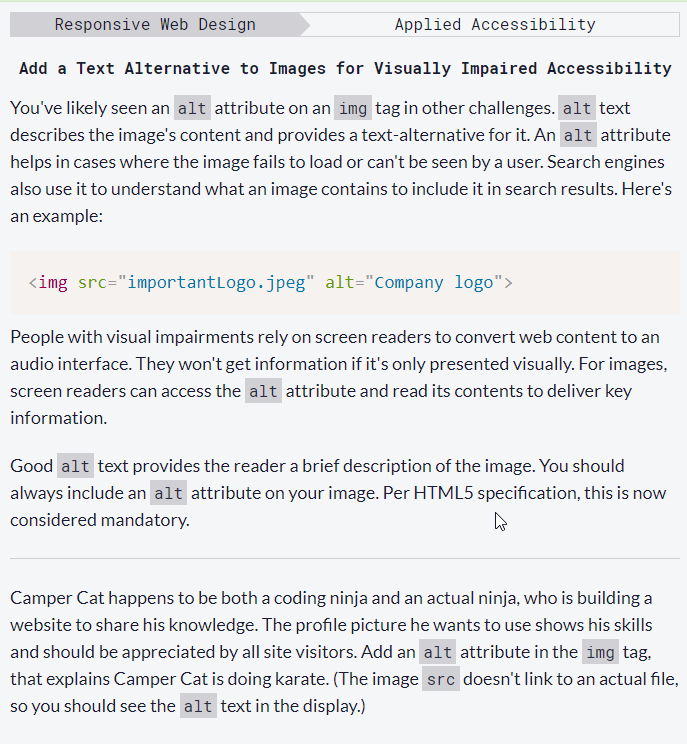 Responsive Web Design
Applied Accessibility
Add a Text Alternative to Images for Visually Impaired Accessibility
You've likely seen an alt attribute on an img tag in other challenges. alt text
describes the image's content and provides a text-alternative for it. An alt attribute
helps in cases where the image fails to load or can't be seen by a user. Search engines
also use it to understand what an image contains to include it in search results. Here's
an example:
<img src="importantLogo.jpeg" alt="Company logo">
People with visual impairments rely on screen readers to convert web content to an
audio interface. They won't get information if it's only presented visually. For images,
screen readers can access the alt attribute and read its contents to deliver key
information.
Good alt text provides the reader a brief description of the image. You should
always include an alt attribute on your image. Per HTML5 specification, this is now
considered mandatory.
Camper Cat happens to be both a coding ninja and an actual ninja, who is building a
website to share his knowledge. The profile picture he wants to use shows his skills
and should be appreciated by all site visitors. Add an alt attribute in the img tag,
that explains Camper Cat is doing karate. (The image src doesn't link to an actual file,
so you should see the alt text in the display.)